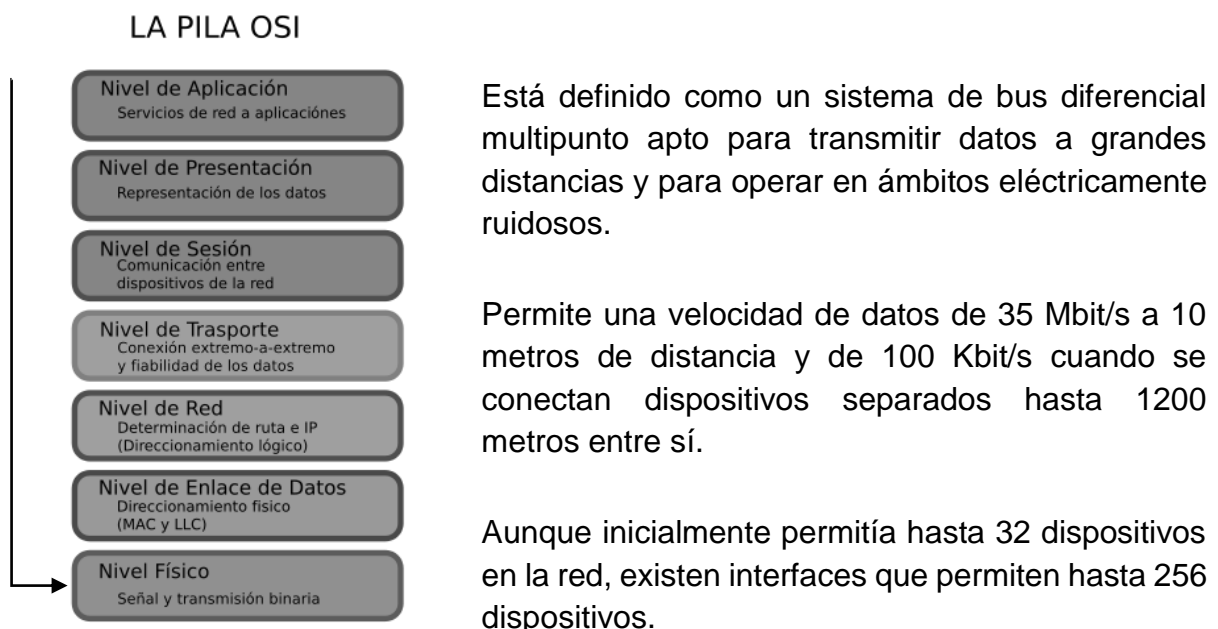 LA PILA OSI
Nivel de Aplicación
Servicios de red a aplicaciónes
Nivel de Presentación
Representación de los datos
Nivel de Sesión
Comunicación entre
dispositivos de la red
Nivel de Trasporte
Conexión extremo-a-extremo
y fiabilidad de los datos
Nivel de Red
Determinación de ruta e IP
(Direccionamiento lógico)
Nivel de Enlace de Datos
Direccionamiento fisico
(MAC y LLC)
Nivel Físico
Señal y transmisión binaria
Está definido como un sistema de bus diferencial
multipunto apto para transmitir datos a grandes
distancias y para operar en ámbitos eléctricamente
ruidosos.
Permite una velocidad de datos de 35 Mbit/s a 10
metros de distancia y de 100 Kbit/s cuando se
conectan dispositivos separados hasta 1200
metros entre sí.
Aunque inicialmente permitía hasta 32 dispositivos
en la red, existen interfaces que permiten hasta 256
dispositivos.